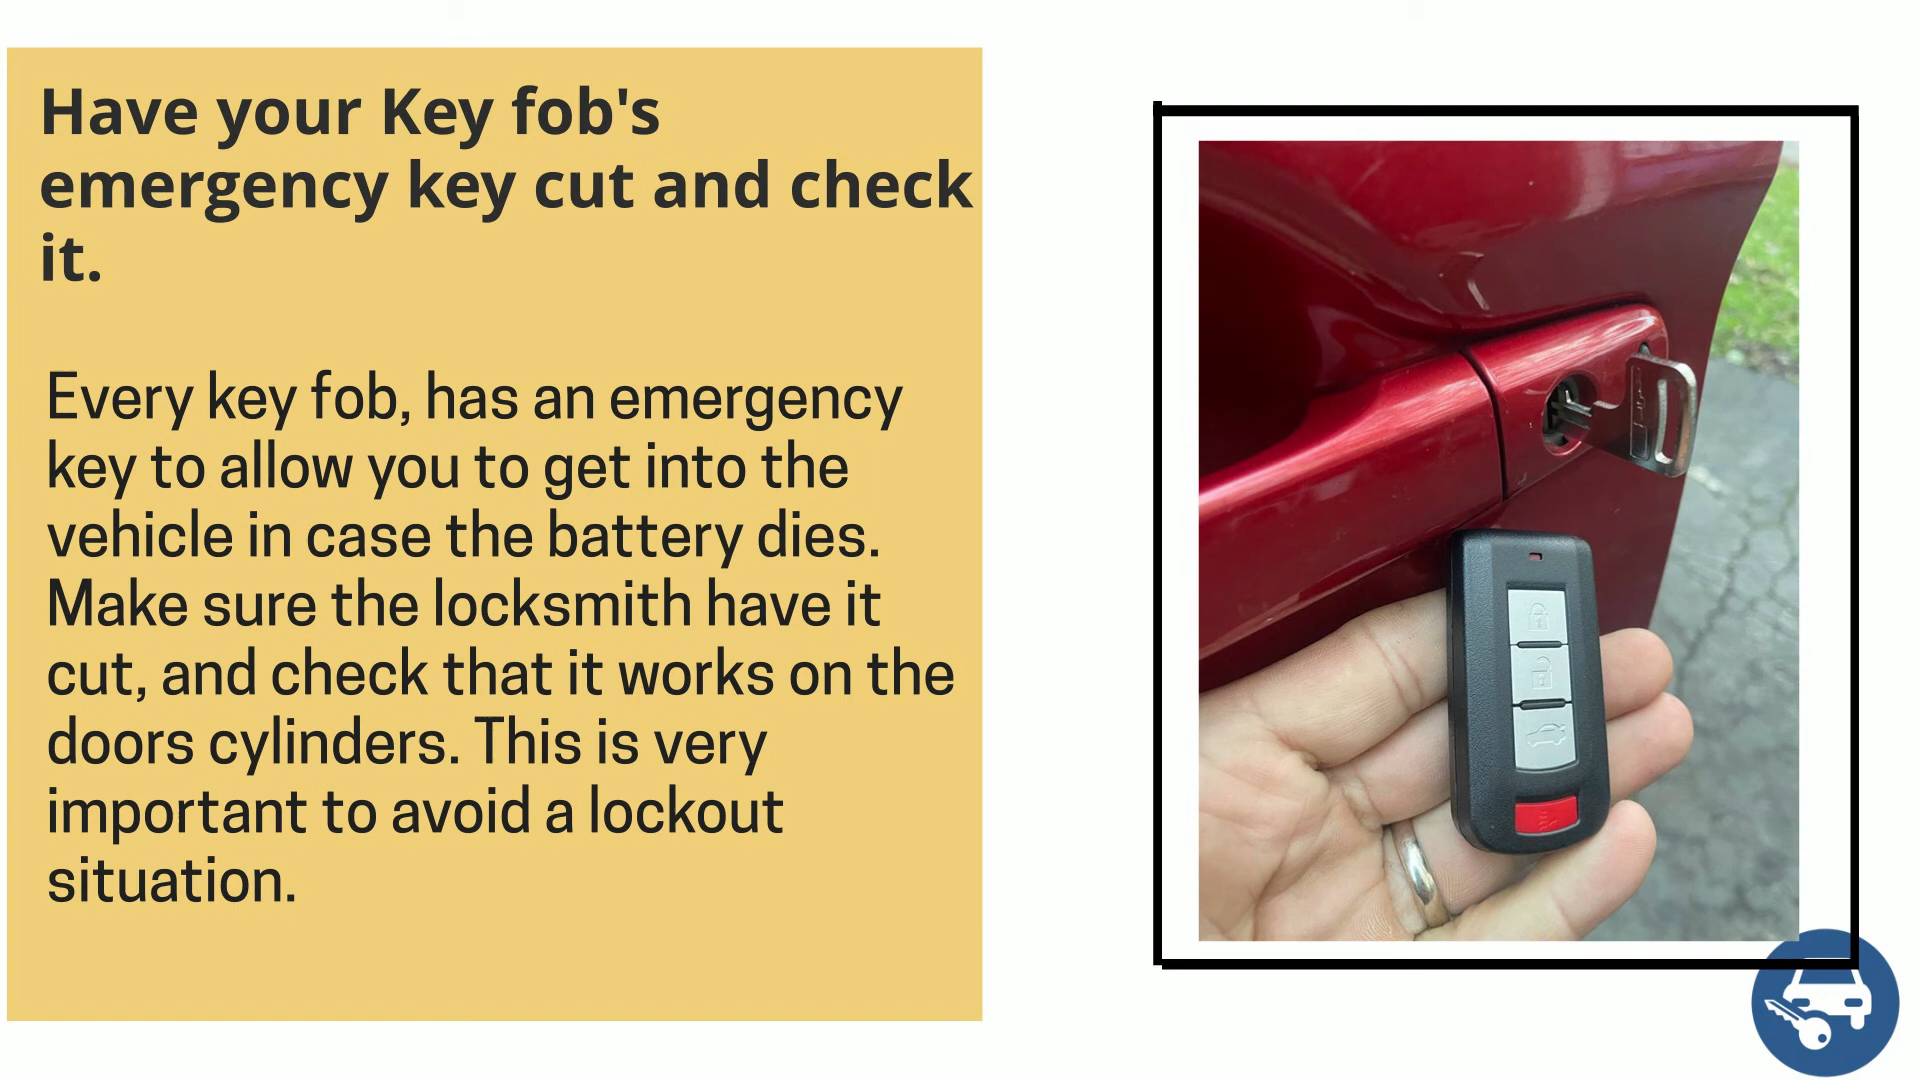 Have your Key fob's
emergency key cut and check
it.
Every key fob, has an emergency
key to allow you to get into the
vehicle in case the battery dies.
Make sure the locksmith have it
cut, and check that it works on the
doors cylinders. This is very
important to avoid a lockout
situation.